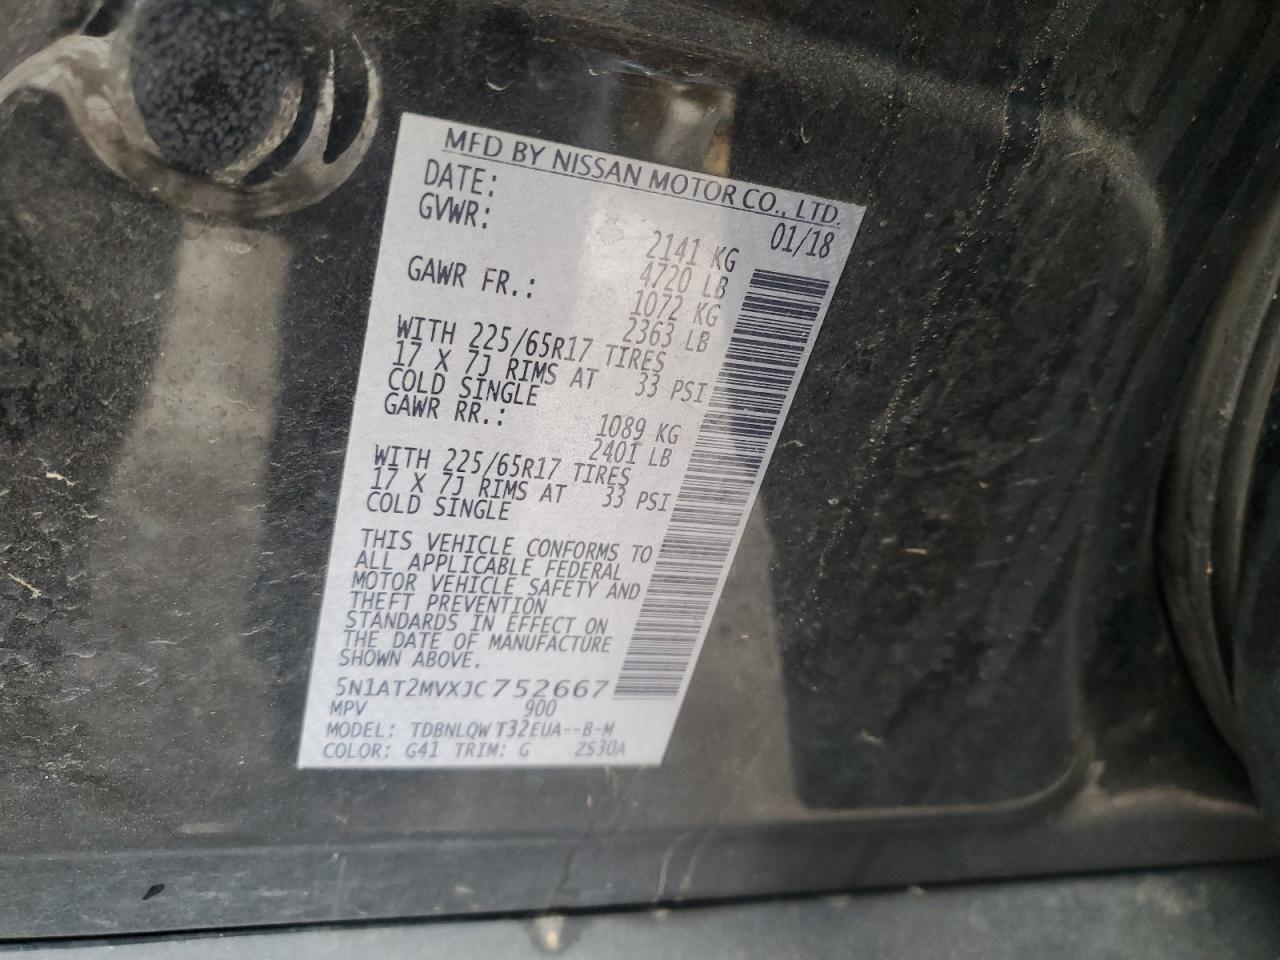 MFD BY NISSAN MOTOR CO., LTD.
DATE: 01/18
GVWR: 2141 KG
4720 LB
GAWR FR.: 1072 KG
2363 LB
WITH 225/65R17 TIRES
17 X 7J RIMS AT 33 PSI
COLD SINGLE
GAWR RR.: 1089 KG
2401 LB
WITH 225/65R17 TIRES
17 X 7J RIMS AT 33 PSI
COLD SINGLE
THIS VEHICLE CONFORMS TO
ALL APPLICABLE FEDERAL
MOTOR VEHICLE SAFETY AND
THEFT PREVENTION
STANDARDS IN EFFECT ON
THE DATE OF MANUFACTURE
SHOWN ABOVE.
5N1AT2MVXJC752667
MPV 900
MODEL: TDBNLQW T32EUA--B-M
COLOR: G41 TRIM: G ZS30A